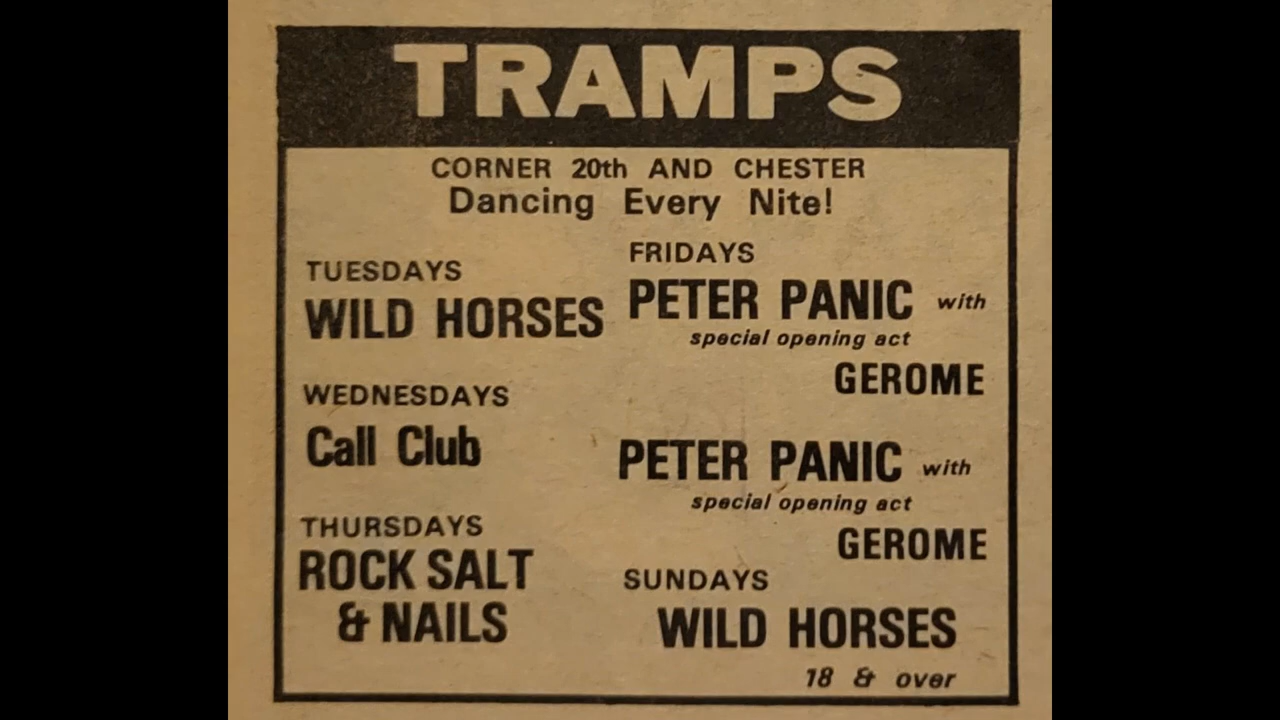 TRAMPS
CORNER 20th AND CHESTER
Dancing Every Nite!
TUESDAYS
WILD HORSES
WEDNESDAYS
Call Club
THURSDAYS
ROCK SALT
& NAILS
FRIDAYS
PETER PANIC with
special opening act
GEROME
PETER PANIC with
special opening act
GEROME
SUNDAYS
WILD HORSES
18 & over